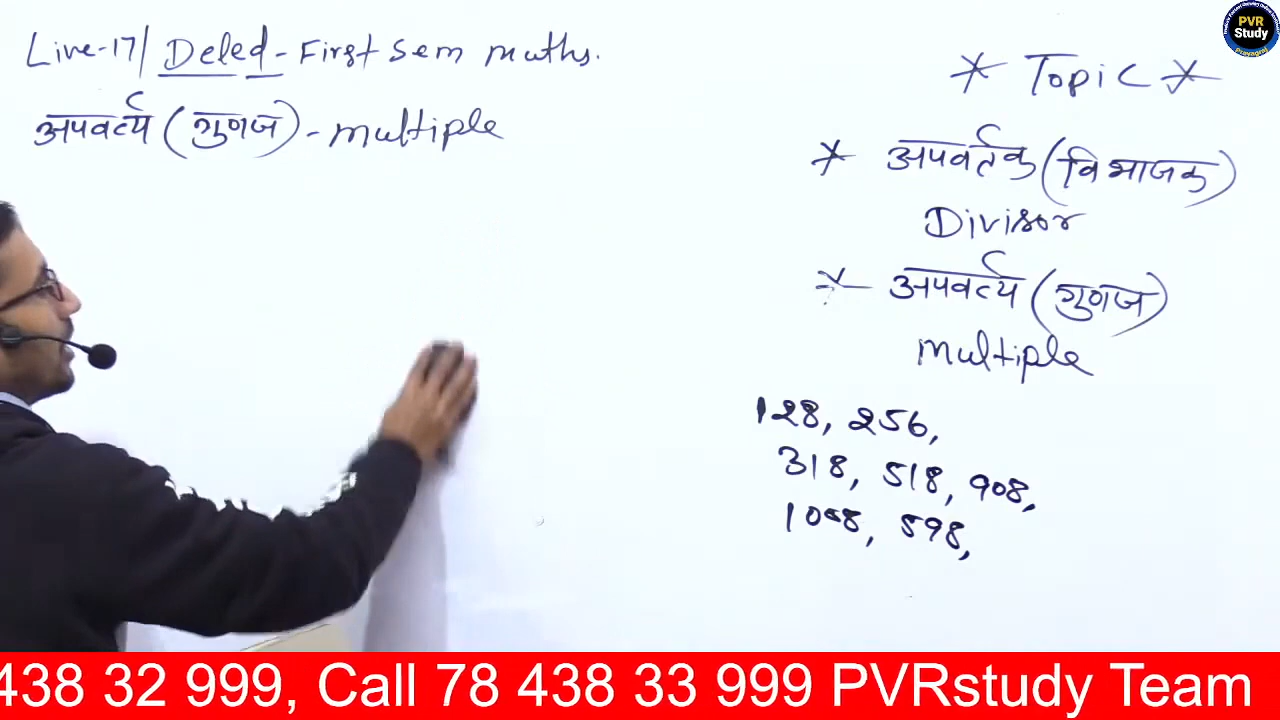 Live-17/ Deled - First Sem maths.
अपवर्त्य (गुणज) - multiple
* Topic *
* अपवर्तक (विभाजक)
Divisor
* अपवर्त्य (गुणज)
multiple
128, 256,
318, 518, 908,
1058, 598,
PVR
Study
Prayagraj
438 32 999, Call 78 438 33 999 PVRstudy Team